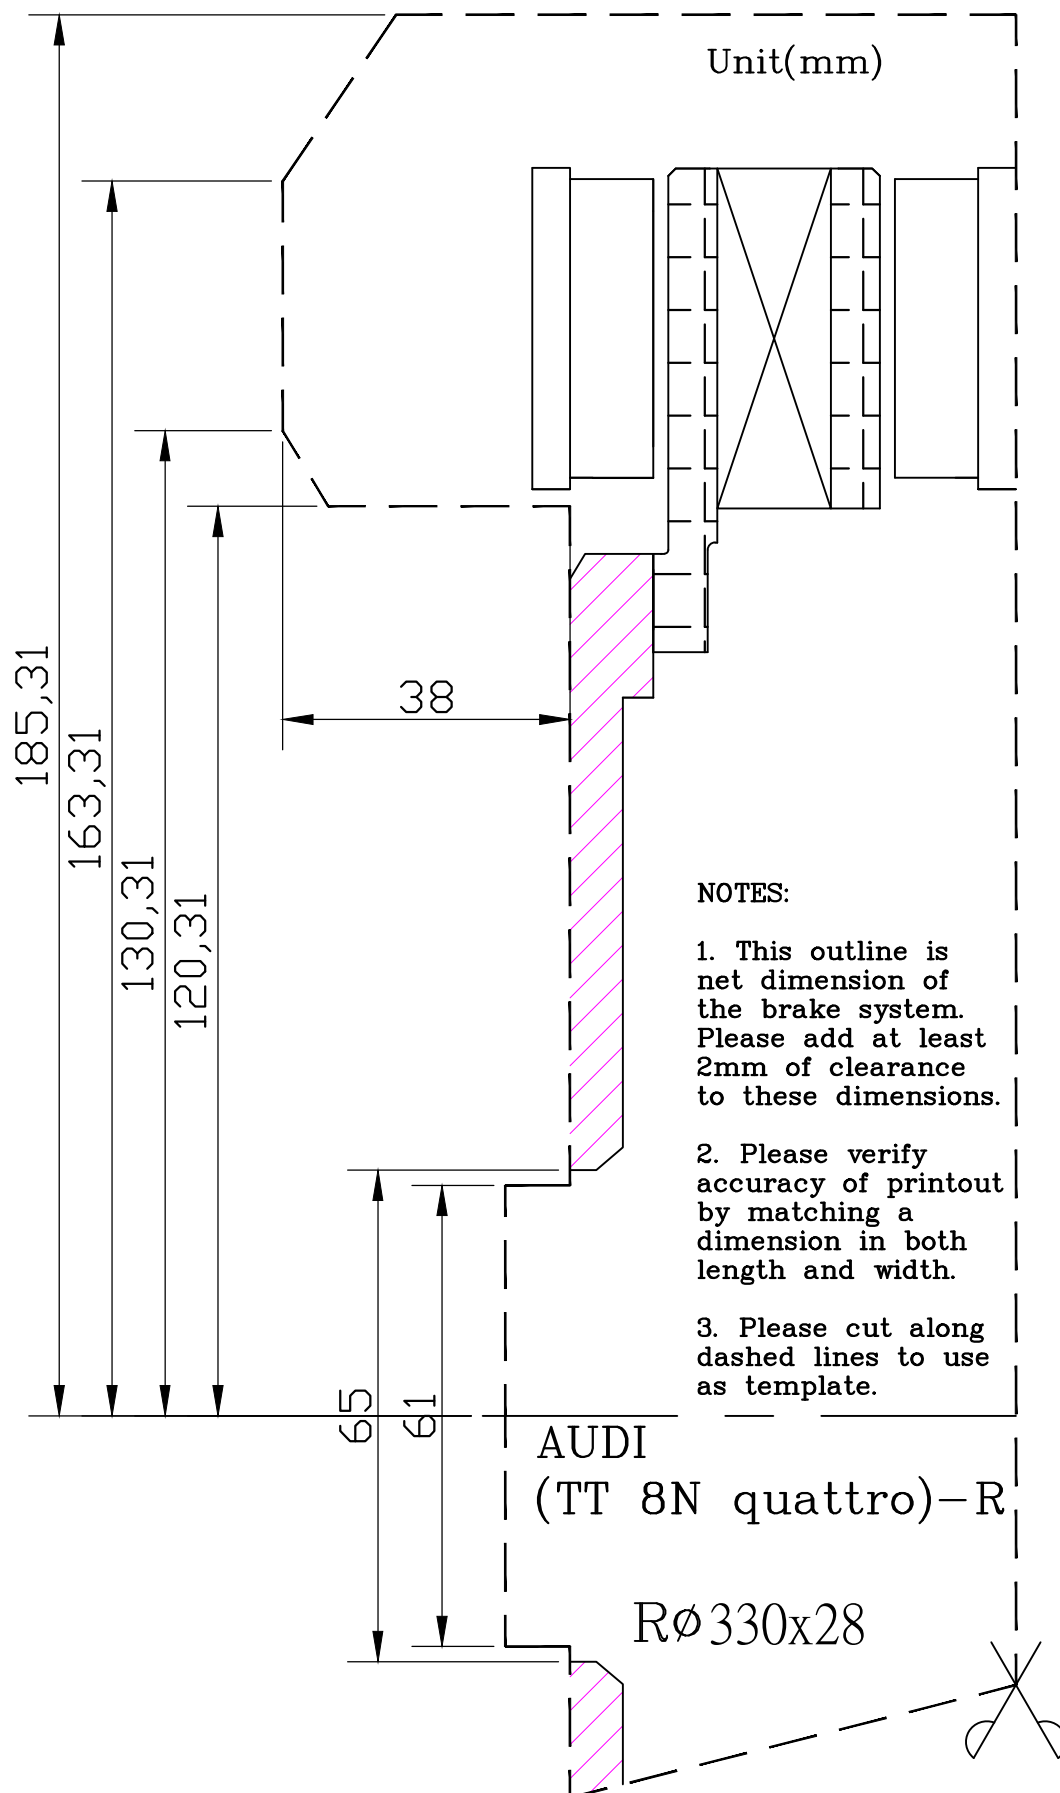 Unit(mm)
185,31
163,31
130,31
120,31
38
NOTES:
1. This outline is
net dimension of
the brake system.
Please add at least
2mm of clearance
to these dimensions.
2. Please verify
accuracy of printout
by matching a
dimension in both
length and width.
3. Please cut along
dashed lines to use
as template.
65
61
AUDI
(TT 8N quattro)-R
RØ330x28